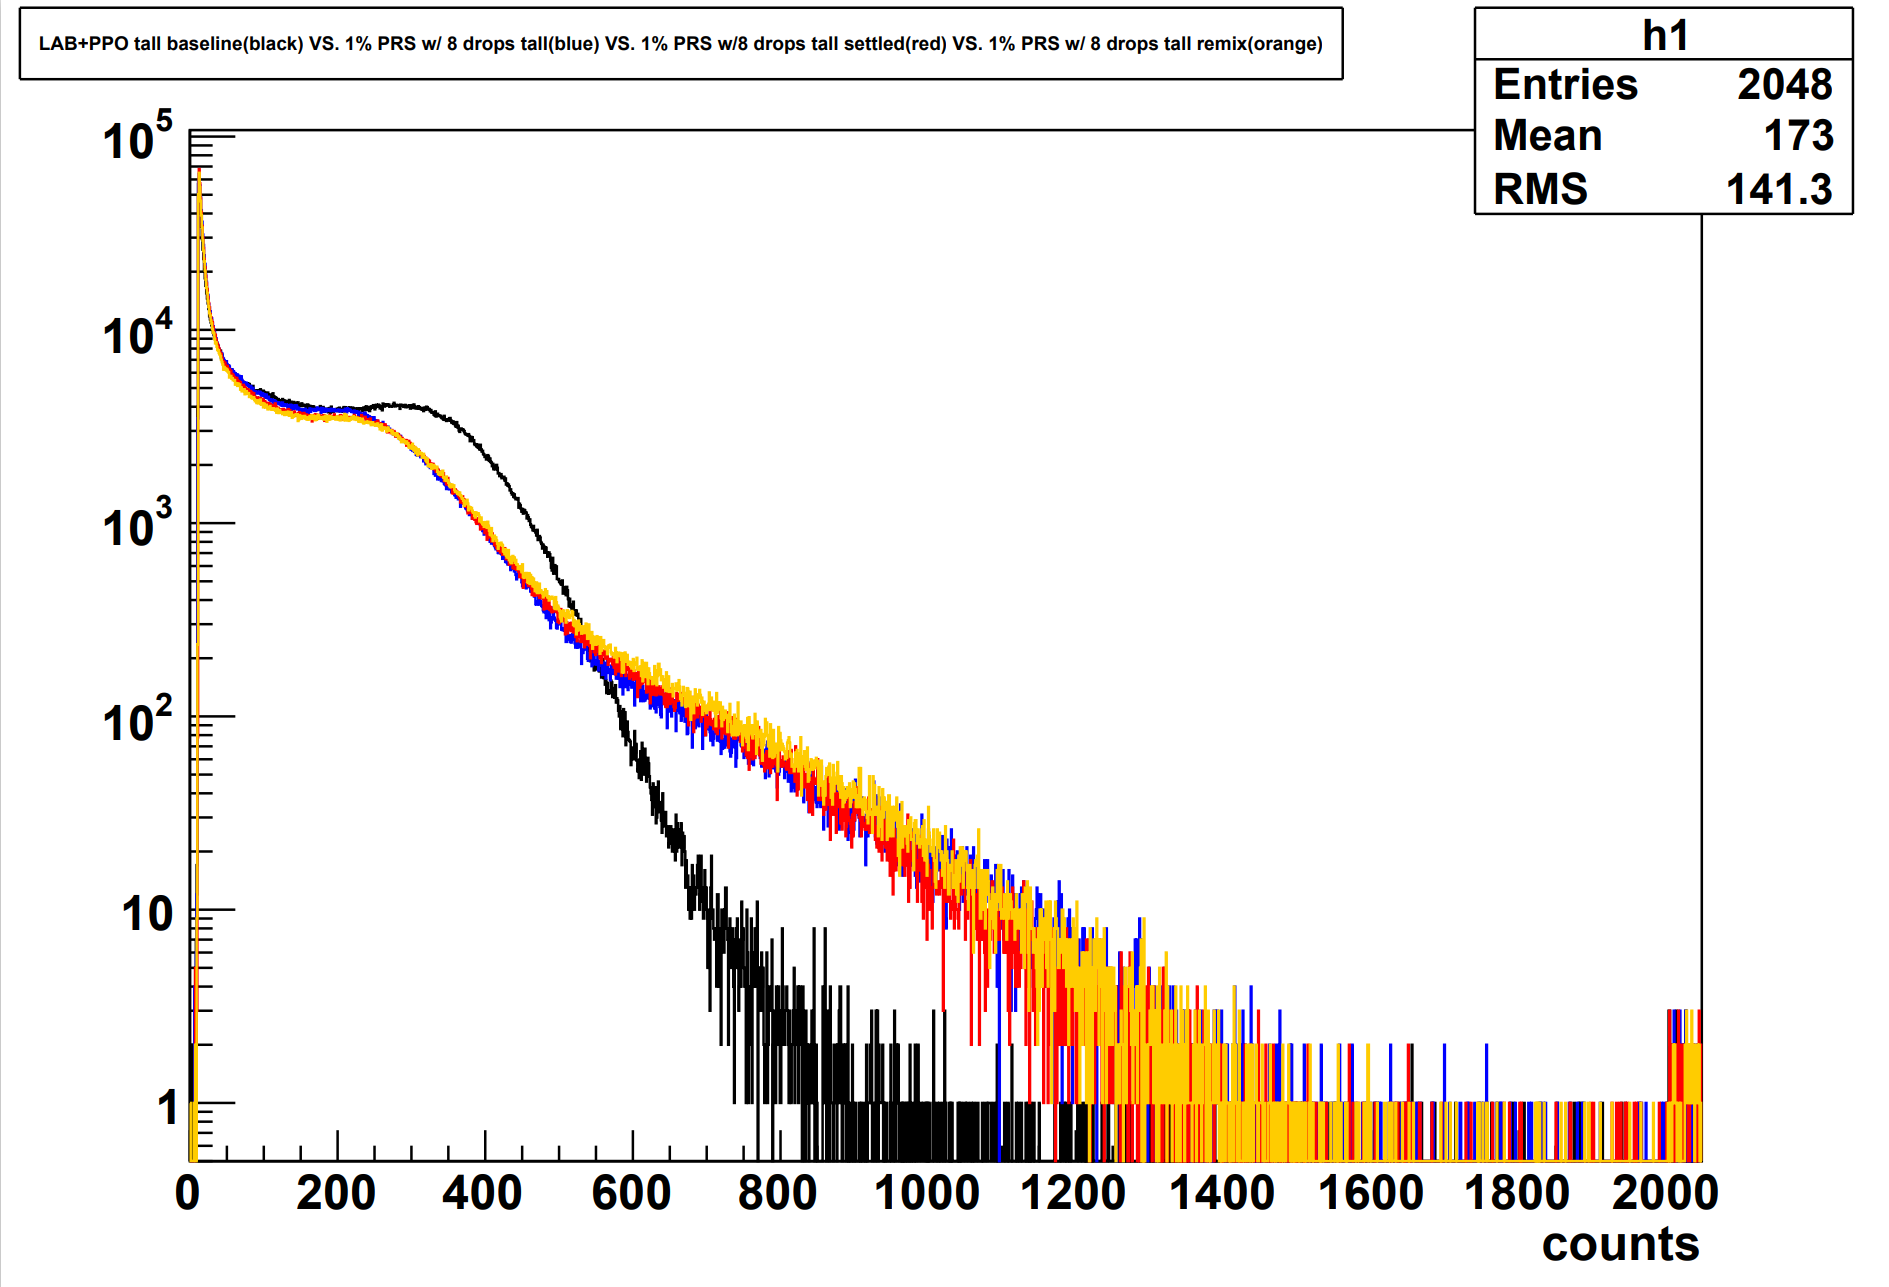 LAB+PPO tall baseline(black) VS. 1% PRS w/ 8 drops tall(blue) VS. 1% PRS w/8 drops tall settled(red) VS. 1% PRS w/ 8 drops tall remix(orange)
h1
Entries 2048
Mean 173
RMS 141.3
10^5
10^4
10^3
10^2
10
1
0 200 400 600 800 1000 1200 1400 1600 1800 2000
counts